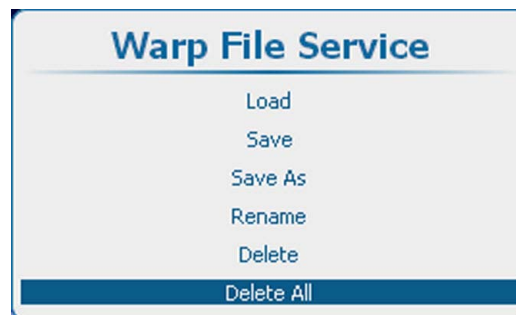 Warp File Service
Load
Save
Save As
Rename
Delete
Delete All